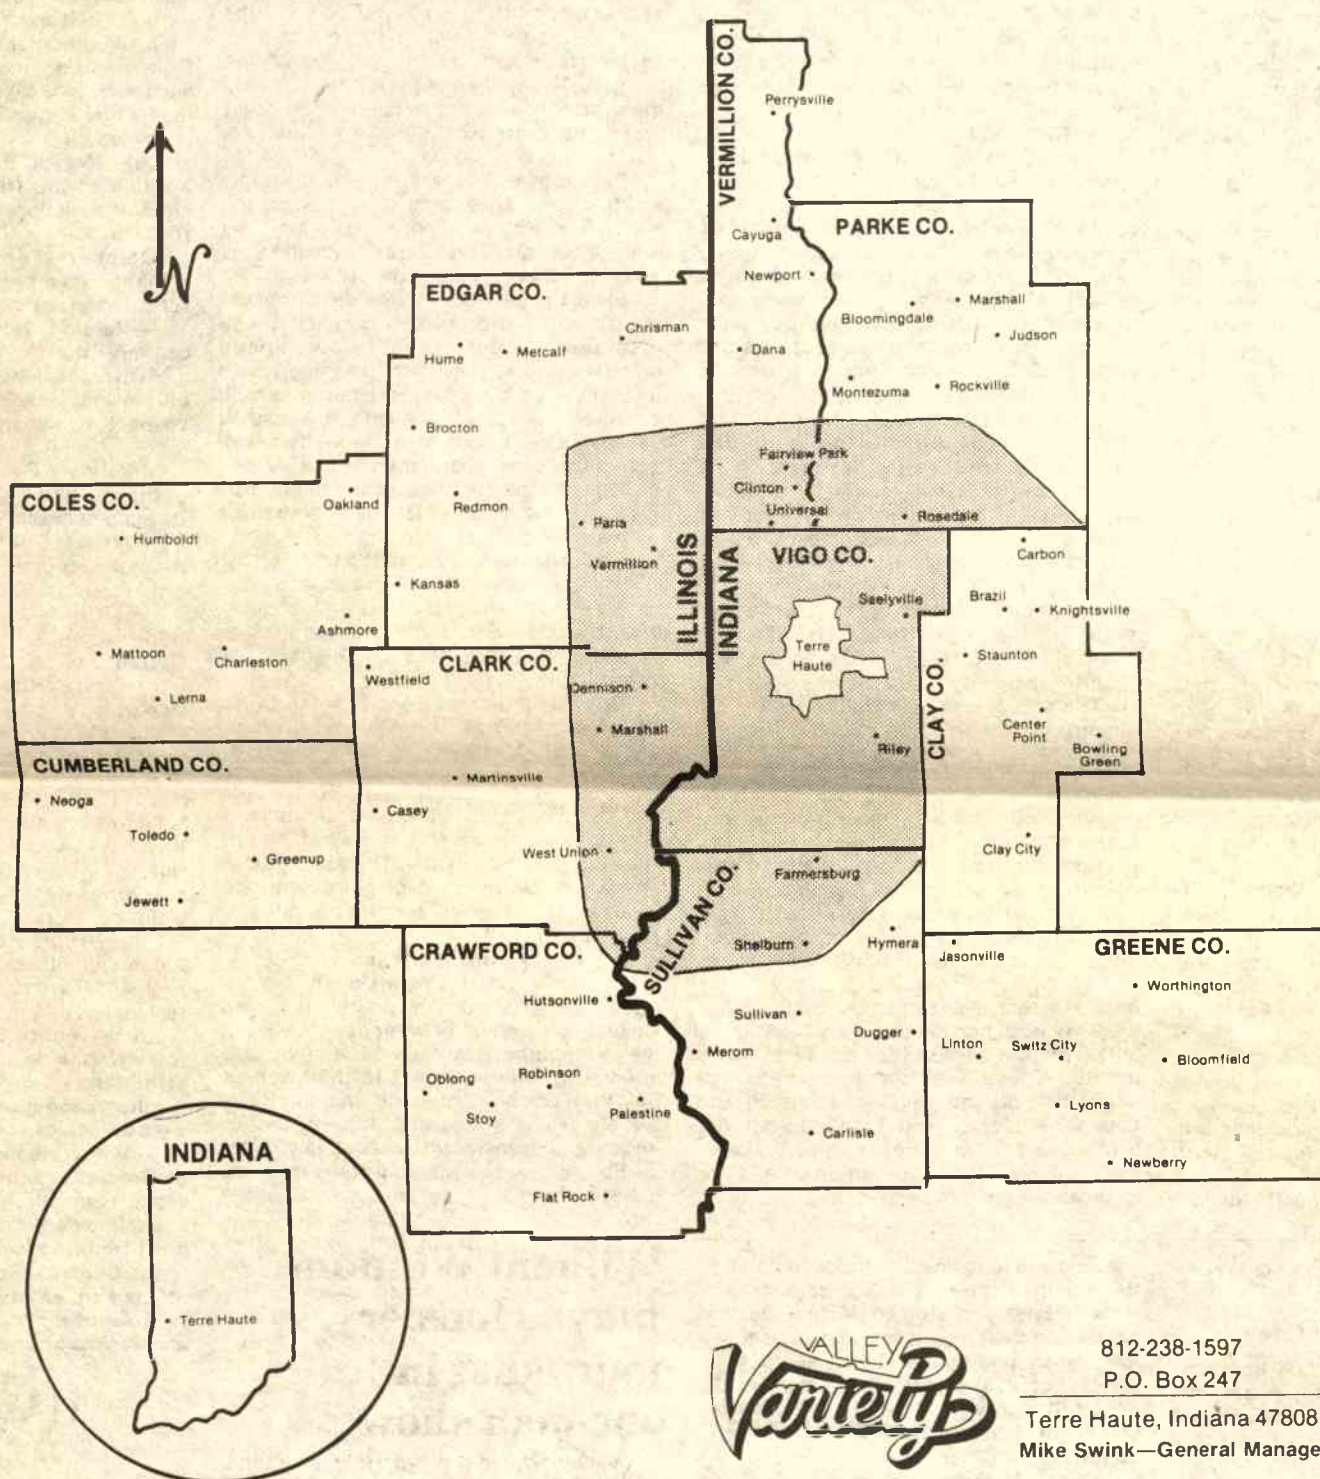 VERMILLION CO.
Perrysville
N
Cayuga
PARKE CO.
Newport
EDGAR CO.
Marshall
Bloomingdale
Chrisman
Judson
Hume
Metcalf
Dana
Montezuma
Rockville
Brocton
Fairview Park
Clinton
COLES CO.
Oakland
Redmon
Universal
Rosedale
Paris
Humboldt
ILLINOIS
INDIANA
VIGO CO.
Carbon
Vermillion
Kansas
Seelyville
Brazil
Knightsville
Ashmore
Terre
Haute
Mattoon
Charleston
CLARK CO.
Staunton
Westfield
Dennison
Lerna
CLAY CO.
Marshall
Center
Point
Riley
Bowling
Green
CUMBERLAND CO.
Martinsville
Neoga
Casey
Toledo
Greenup
West Union
Clay City
Farmersburg
Jewett
SULLIVAN CO.
CRAWFORD CO.
Shelburn
Hymera
GREENE CO.
Jasonville
Hutsonville
Worthington
Sullivan
Dugger
Merom
Linton
Switz City
Bloomfield
Oblong
Robinson
Stoy
Palestine
Lyons
Carlisle
Newberry
INDIANA
Flat Rock
Terre Haute
VALLEY
Variety
812-238-1597
P.O. Box 247
Terre Haute, Indiana 47808
Mike Swink—General Manage